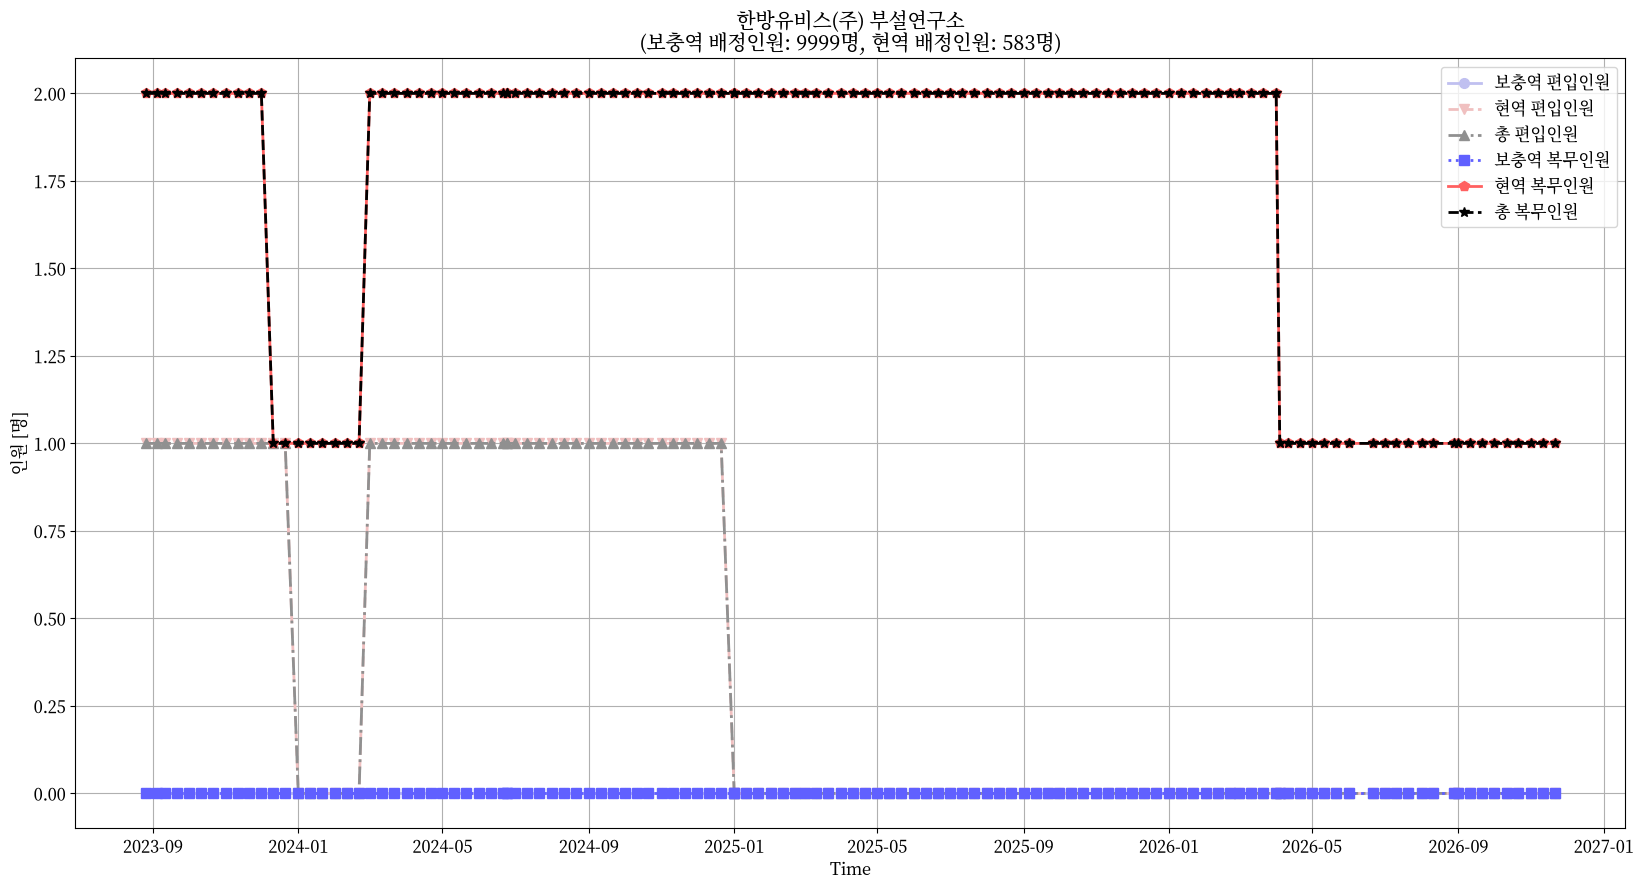 한방유비스(주) 부설연구소
(보충역 배정인원: 9999명, 현역 배정인원: 583명)
보충역 편입인원
현역 편입인원
총 편입인원
보충역 복무인원
현역 복무인원
총 복무인원
인원 [명]
2.00
1.75
1.50
1.25
1.00
0.75
0.50
0.25
0.00
2023-09
2024-01
2024-05
2024-09
2025-01
2025-05
2025-09
2026-01
2026-05
2026-09
2027-01
Time